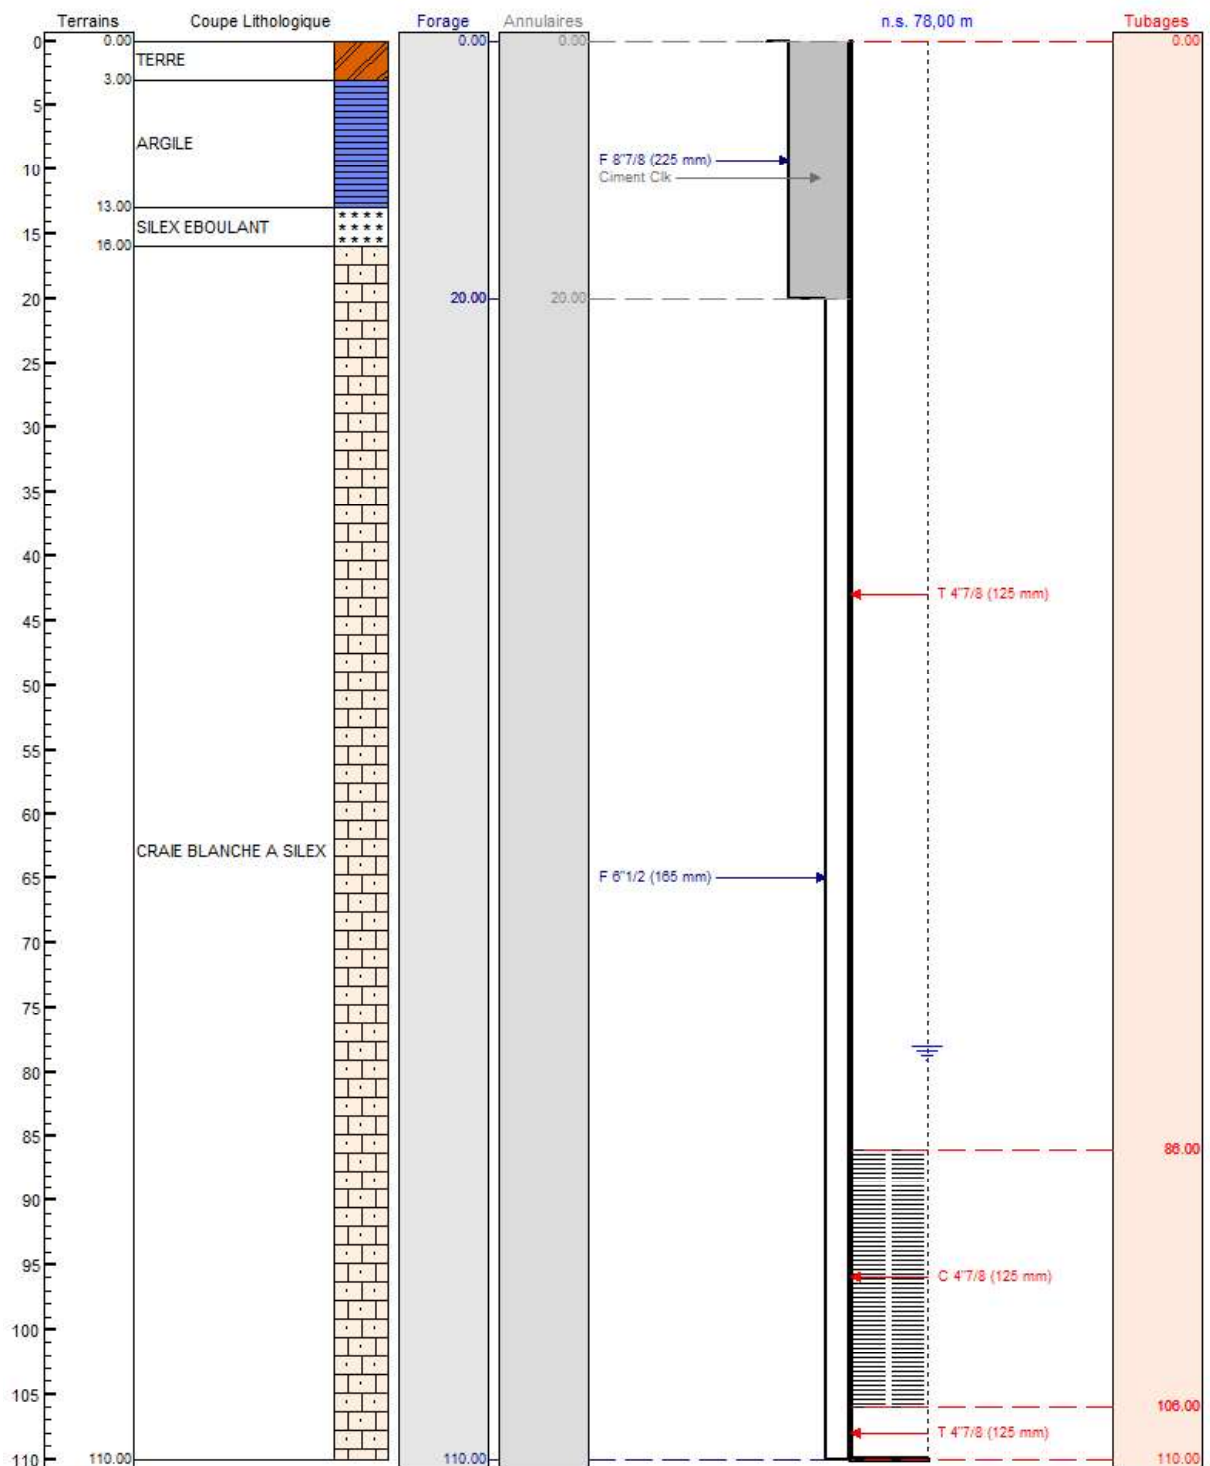 Terrains Coupe Lithologique Forage Annulaires n.s. 78,00 m Tubages
0 0.00 0.00 0.00 0.00
TERRE
3.00
5
ARGILE
F 8"7/8 (225 mm)
10
Ciment Clk
13.00
SILEX EBOULANT
15
16.00
20 20.00 20.00
25
30
35
40
T 4"7/8 (125 mm)
45
50
55
60
CRAIE BLANCHE A SILEX
65 F 6"1/2 (165 mm)
70
75
80
85
86.00
90
95
C 4"7/8 (125 mm)
100
105
106.00
T 4"7/8 (125 mm)
110 110.00 110.00 110.00